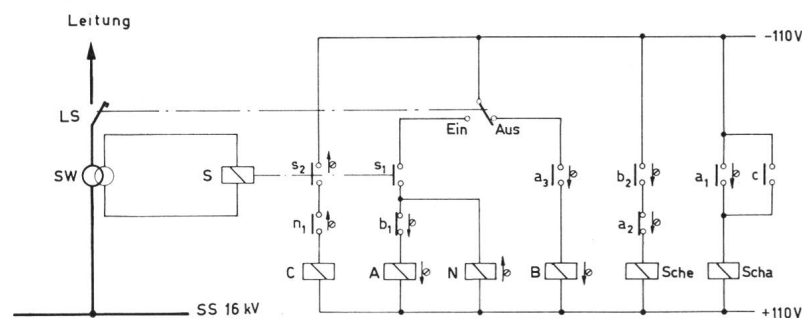 Leitung
−110V
LS
Ein
Aus
SW
S
s₂
s₁
a₃
b₂
a₁
c
n₁
b₁
a₂
C
A
N
B
Sche
Scha
SS 16 kV
+110V